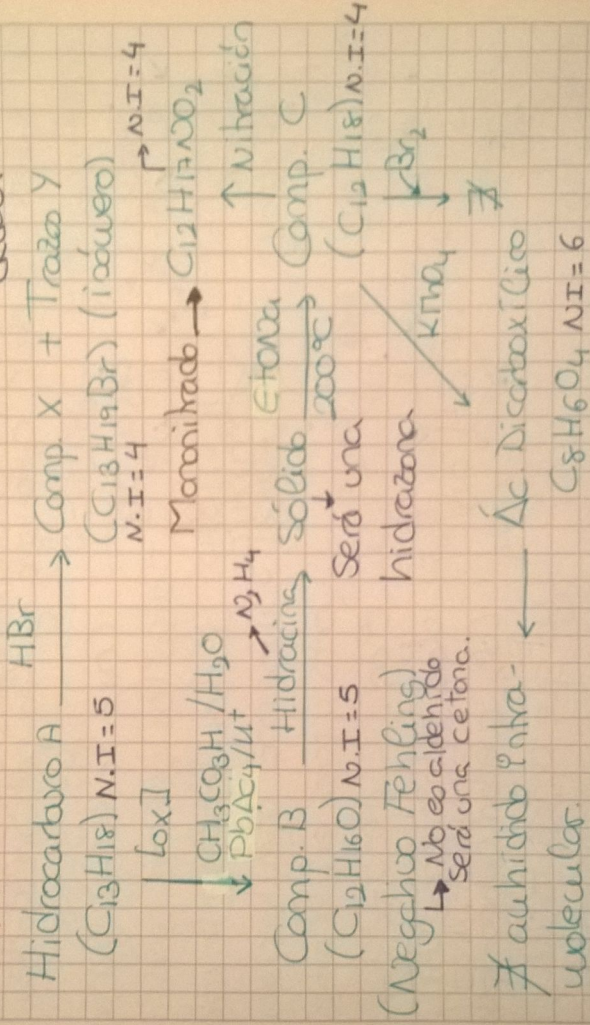 HBr
Hidrocarburo A → Comp. X + Trazas Y
(C13H18) N.I=5
(C13H19Br) (isómero)
N.I=4
[ox]
CH3CO3H/H2O
PbAc4/H+
Mononitrado → C12H17NO2
N.I=4
↑ Nitración
Comp. B
Hidracina → N2H4
Sólido
Etanol
200°C
Comp. C
(C12H16O) N.I=5
Será una
hidrazona
(C12H18) N.I=4
(Negativo Fehling)
↳ No es aldehído
será una cetona.
KMnO4
↓ Br2
∄
∄ anhídrido intra-
molecular.
← Ác. Dicarboxílico
C8H6O4 NI=6